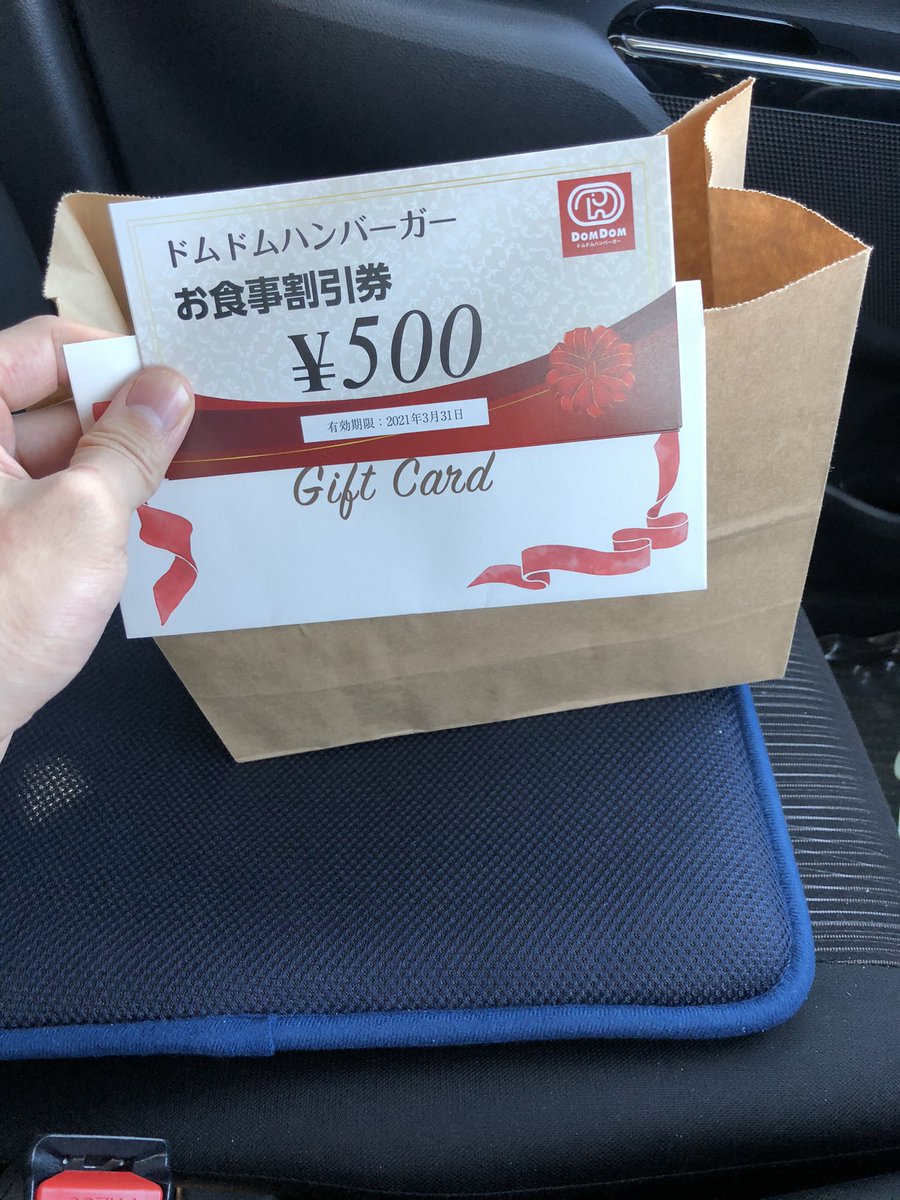 ドムドムハンバーガー
お食事割引券
¥500
有効期限：2021年3月31日
DOMDOM
ドムドムハンバーガー
Gift Card